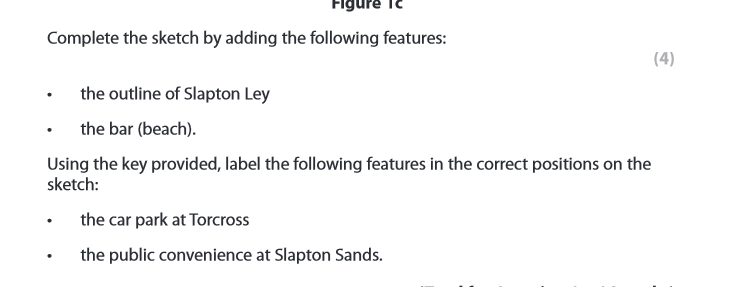 Figure 1c
Complete the sketch by adding the following features:
(4)
• the outline of Slapton Ley
• the bar (beach).
Using the key provided, label the following features in the correct positions on the
sketch:
• the car park at Torcross
• the public convenience at Slapton Sands.